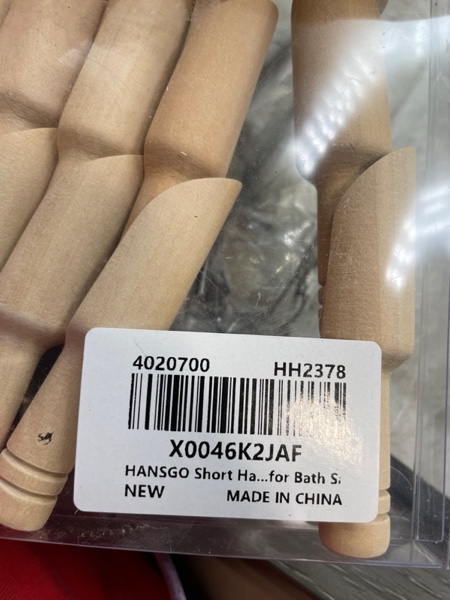 4020700 HH2378
X0046K2JAF
HANSGO Short Ha...for Bath
NEW MADE IN CHINA